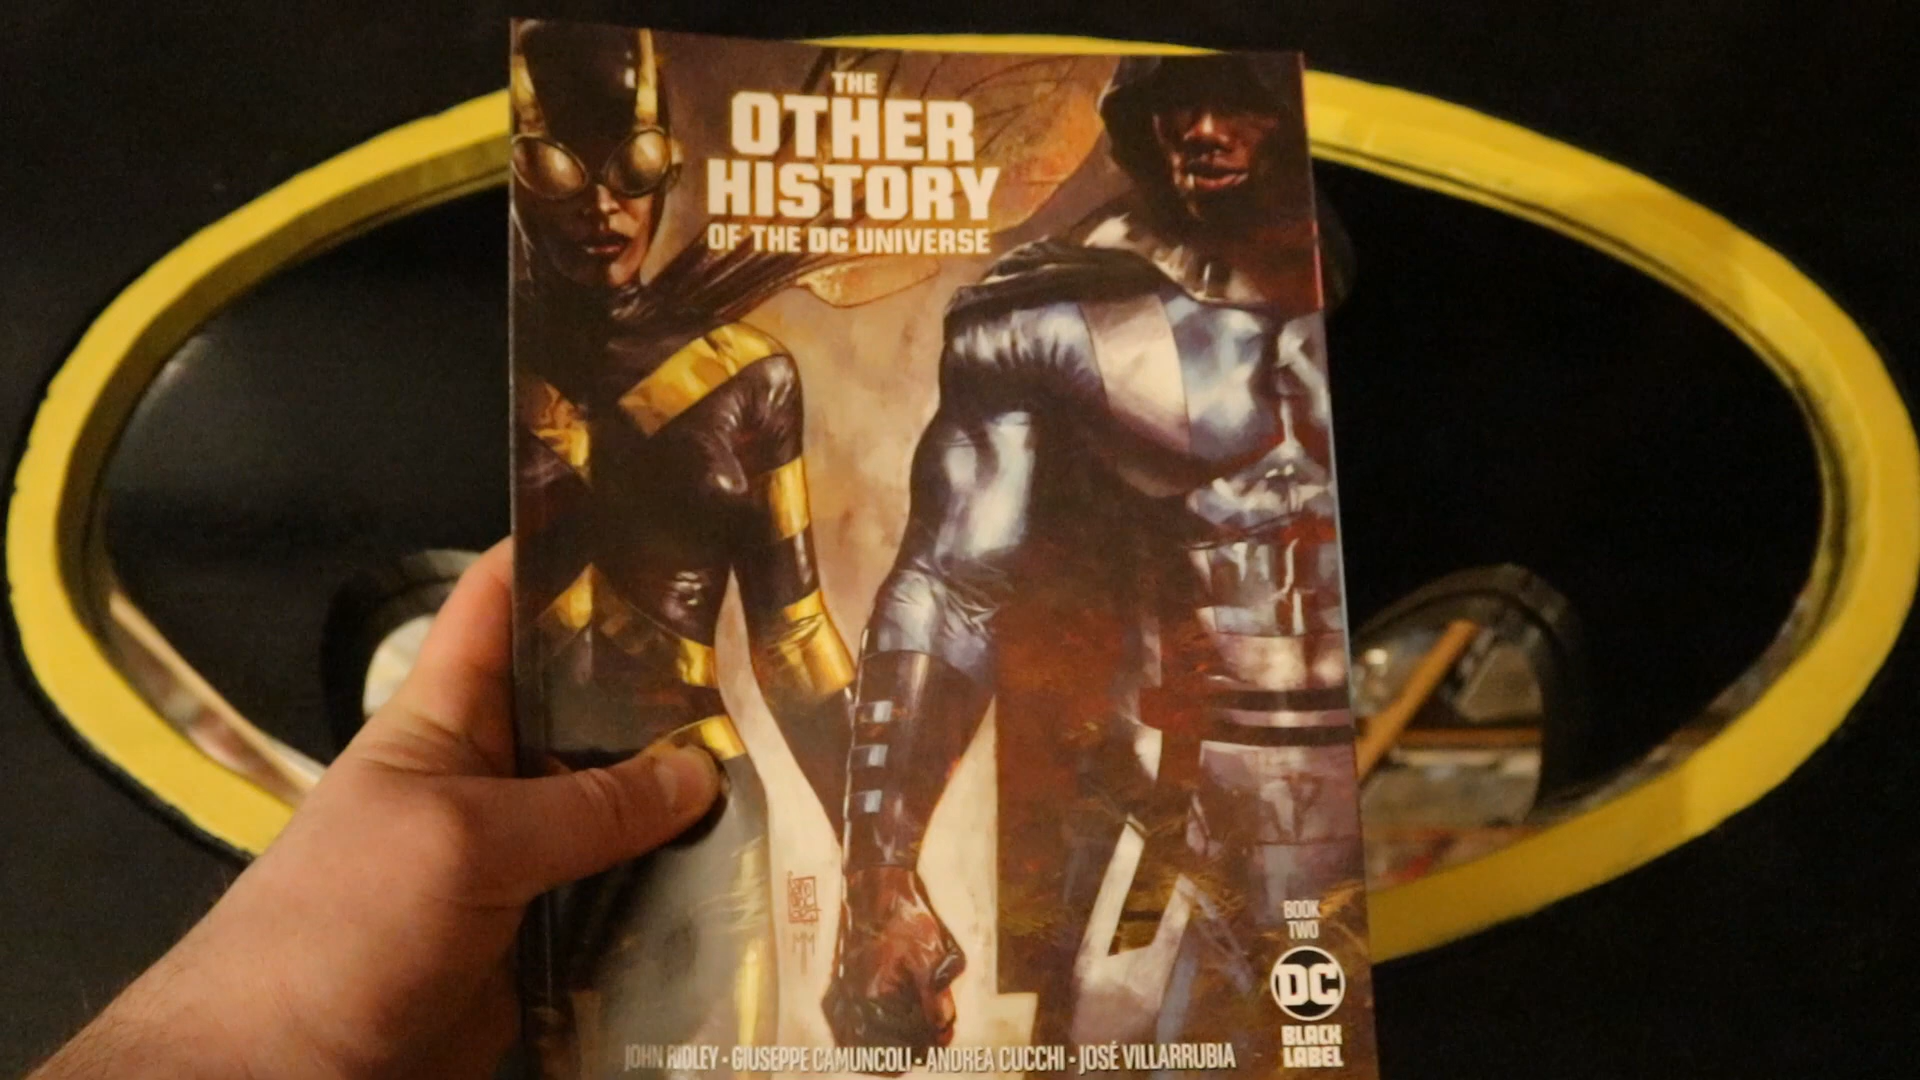 THE
OTHER
HISTORY
OF THE DC UNIVERSE
BOOK
TWO
DC
BLACK
LABEL
JOHN RIDLEY • GIUSEPPE CAMUNCOLI • ANDREA CUCCHI • JOSÉ VILLARRUBIA